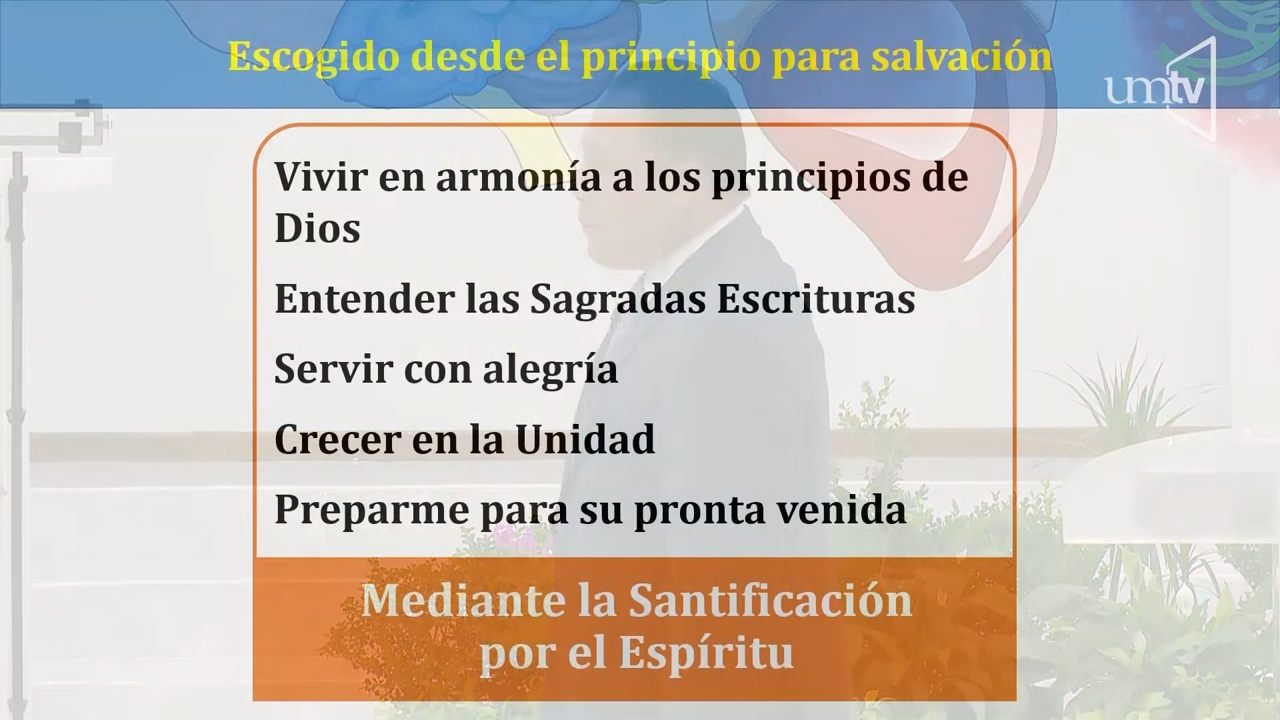 Escogido desde el principio para salvación
umtv
Vivir en armonía a los principios de
Dios
Entender las Sagradas Escrituras
Servir con alegría
Crecer en la Unidad
Preparme para su pronta venida
Mediante la Santificación
por el Espíritu